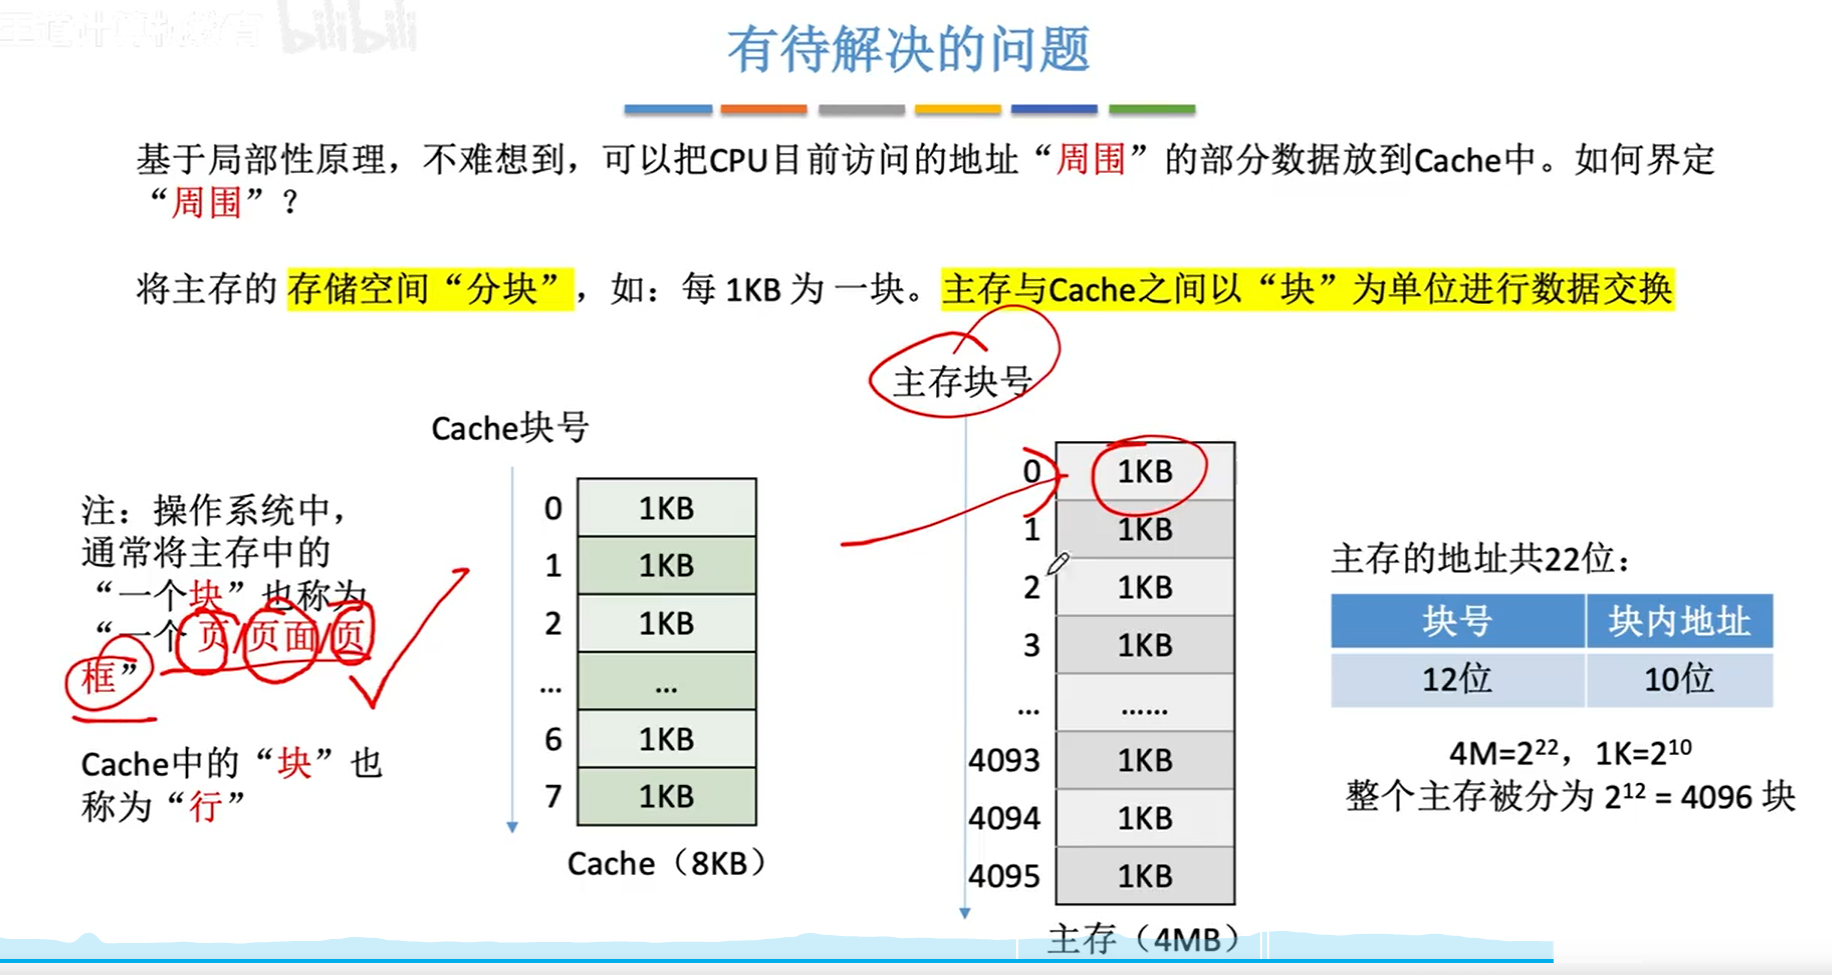 王道计算机教育 bilibili
有待解决的问题
基于局部性原理，不难想到，可以把CPU目前访问的地址“周围”的部分数据放到Cache中。如何界定
“周围”？
将主存的 存储空间“分块”，如：每 1KB 为 一块。主存与Cache之间以“块”为单位进行数据交换
注：操作系统中，
通常将主存中的
“一个块”也称为
“一个 页/页面/页
框”
Cache中的“块”也
称为“行”
Cache块号
0 1KB
1 1KB
2 1KB
... ...
6 1KB
7 1KB
Cache（8KB）
主存块号
0 1KB
1 1KB
2 1KB
3 1KB
... ......
4093 1KB
4094 1KB
4095 1KB
主存（4MB）
主存的地址共22位：
块号 块内地址
12位 10位
4M=2²²，1K=2¹⁰
整个主存被分为 2¹² = 4096 块